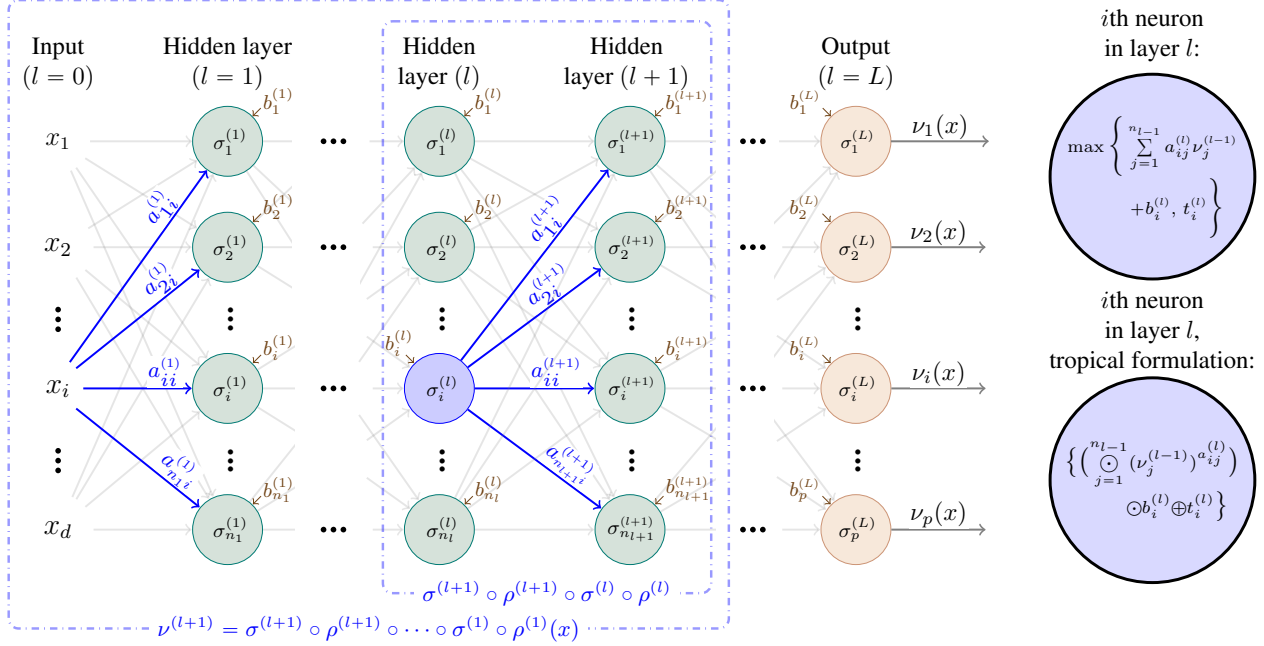 Input
(l = 0)
Hidden layer
(l = 1)
Hidden
layer (l)
Hidden
layer (l + 1)
Output
(l = L)
ith neuron
in layer l:
x_1
b_1^{(1)}
σ_1^{(1)}
•••
b_1^{(l)}
σ_1^{(l)}
b_1^{(l+1)}
σ_1^{(l+1)}
•••
b_1^{(L)}
σ_1^{(L)}
ν_1(x)
a_{1i}^{(1)}
a_{1i}^{(l+1)}
max { \sum_{j=1}^{n_{l-1}} a_{ij}^{(l)} ν_j^{(l-1)}
+b_i^{(l)}, t_i^{(l)} }
x_2
b_2^{(1)}
σ_2^{(1)}
•••
b_2^{(l)}
σ_2^{(l)}
b_2^{(l+1)}
σ_2^{(l+1)}
•••
b_2^{(L)}
σ_2^{(L)}
ν_2(x)
a_{2i}^{(1)}
a_{2i}^{(l+1)}
ith neuron
in layer l,
tropical formulation:
x_i
a_{ii}^{(1)}
b_i^{(1)}
σ_i^{(1)}
b_i^{(l)}
σ_i^{(l)}
a_{ii}^{(l+1)}
b_i^{(l+1)}
σ_i^{(l+1)}
b_i^{(L)}
σ_i^{(L)}
ν_i(x)
a_{n_1 i}^{(1)}
a_{n_{l+1} i}^{(l+1)}
{ ( \bigodot_{j=1}^{n_{l-1}} (ν_j^{(l-1)})^{a_{ij}^{(l)}} )
⊙b_i^{(l)}⊕t_i^{(l)} }
x_d
b_{n_1}^{(1)}
σ_{n_1}^{(1)}
•••
b_{n_l}^{(l)}
σ_{n_l}^{(l)}
b_{n_{l+1}}^{(l+1)}
σ_{n_{l+1}}^{(l+1)}
•••
b_p^{(L)}
σ_p^{(L)}
ν_p(x)
σ^{(l+1)} ∘ ρ^{(l+1)} ∘ σ^{(l)} ∘ ρ^{(l)}
ν^{(l+1)} = σ^{(l+1)} ∘ ρ^{(l+1)} ∘ ⋯ ∘ σ^{(1)} ∘ ρ^{(1)}(x)